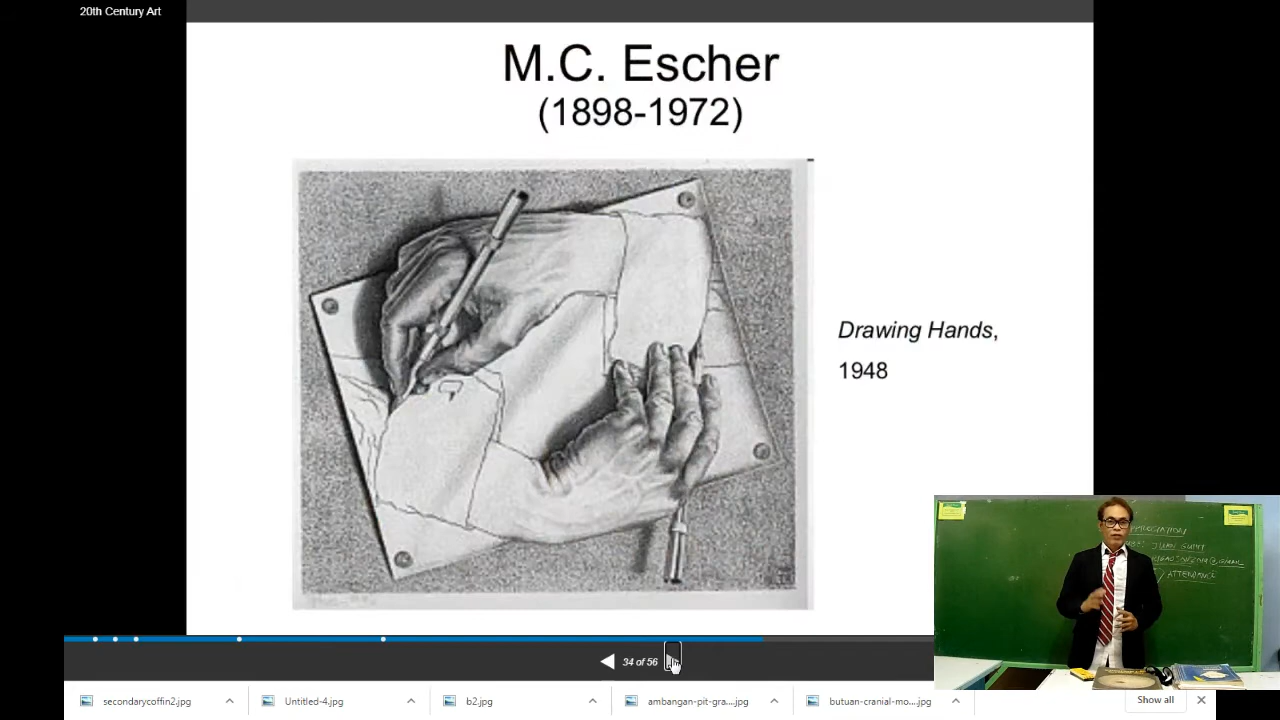 20th Century Art
M.C. Escher
(1898-1972)
Drawing Hands,
1948
34 of 56
secondarycoffin2.jpg
Untitled-4.jpg
b2.jpg
ambangan-pit-gra....jpg
butuan-cranial-mo....jpg
Show all
ATTENDANCE